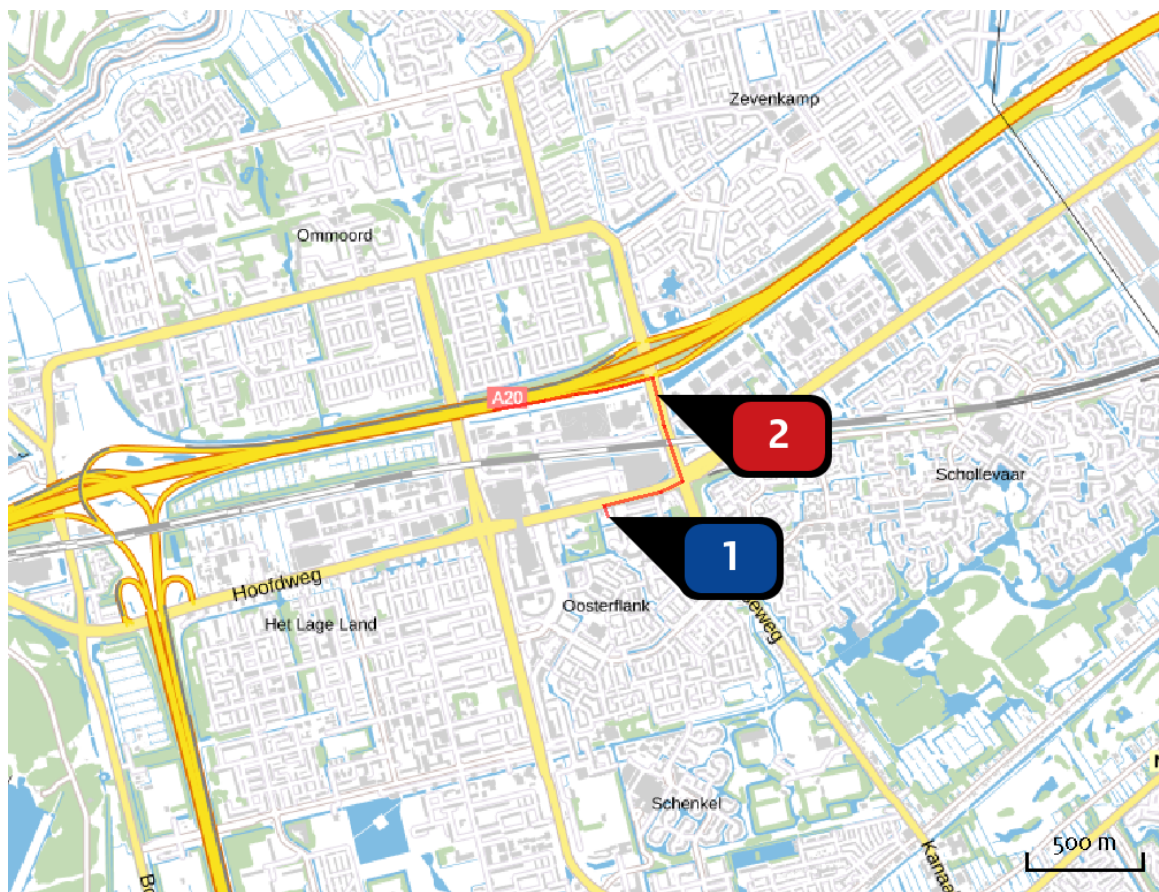 Zevenkamp
Ommoord
A20
2
Schollevaar
1
Hoofdweg
Oosterflank
Het Lage Land
Schenkel
500 m